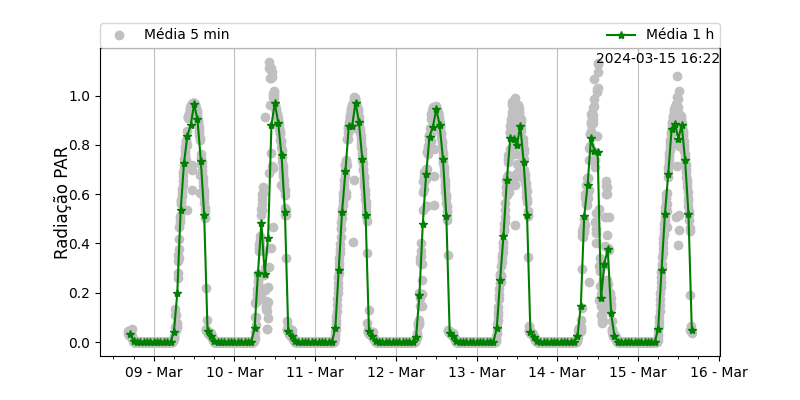 Média 5 min
Média 1 h
2024-03-15 16:22
Radiação PAR
1.0
0.8
0.6
0.4
0.2
0.0
09 - Mar
10 - Mar
11 - Mar
12 - Mar
13 - Mar
14 - Mar
15 - Mar
16 - Mar